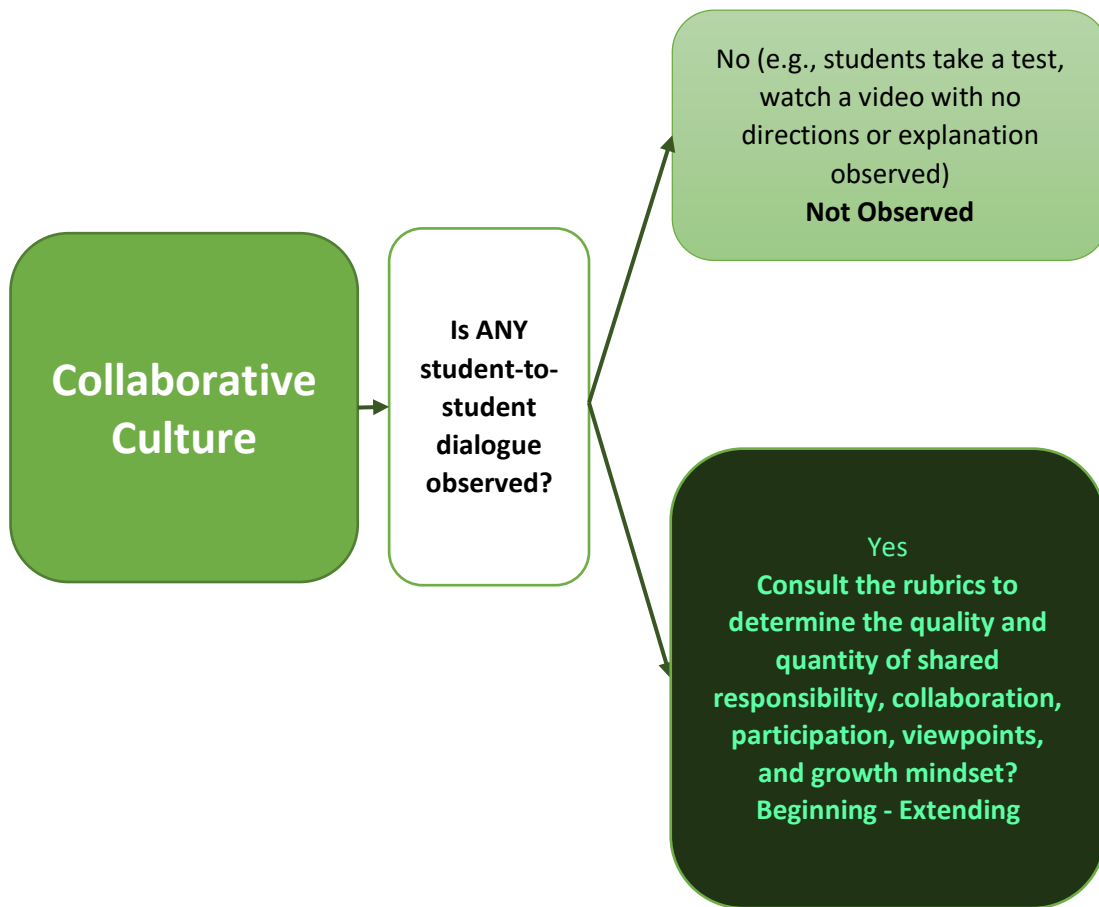 Collaborative
Culture
Is ANY
student-to-
student
dialogue
observed?
No (e.g., students take a test,
watch a video with no
directions or explanation
observed)
Not Observed
Yes
Consult the rubrics to
determine the quality and
quantity of shared
responsibility, collaboration,
participation, viewpoints,
and growth mindset?
Beginning - Extending